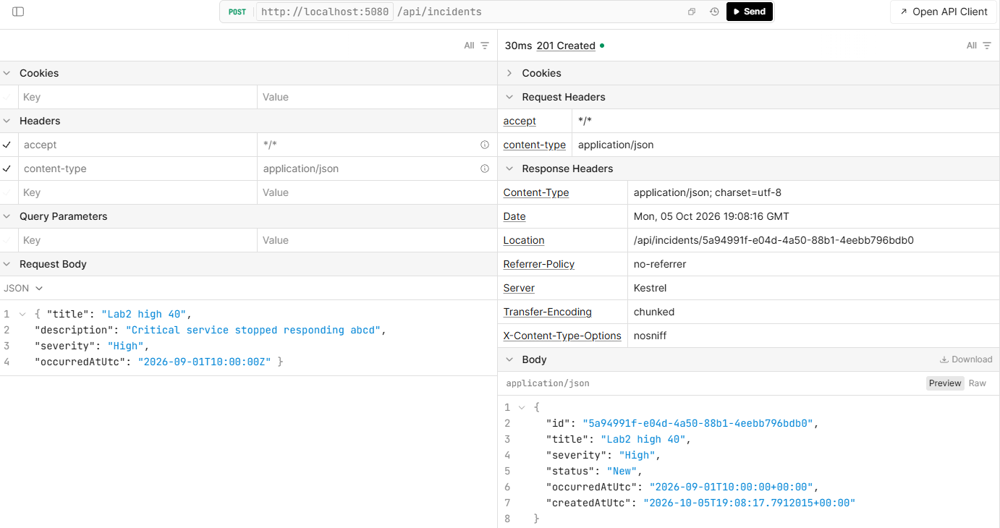 POST http://localhost:5080 /api/incidents Send Open API Client
All
Cookies
Key Value
Headers
accept */*
content-type application/json
Key Value
Query Parameters
Key Value
Request Body
JSON
1 { "title": "Lab2 high 40",
2 "description": "Critical service stopped responding abcd",
3 "severity": "High",
4 "occurredAtUtc": "2026-09-01T10:00:00Z" }
30ms 201 Created All
Cookies
Request Headers
accept */*
content-type application/json
Response Headers
Content-Type application/json; charset=utf-8
Date Mon, 05 Oct 2026 19:08:16 GMT
Location /api/incidents/5a94991f-e04d-4a50-88b1-4eebb796bdb0
Referrer-Policy no-referrer
Server Kestrel
Transfer-Encoding chunked
X-Content-Type-Options nosniff
Body Download
application/json Preview Raw
1 {
2 "id": "5a94991f-e04d-4a50-88b1-4eebb796bdb0",
3 "title": "Lab2 high 40",
4 "severity": "High",
5 "status": "New",
6 "occurredAtUtc": "2026-09-01T10:00:00+00:00",
7 "createdAtUtc": "2026-10-05T19:08:17.7912015+00:00"
8 }